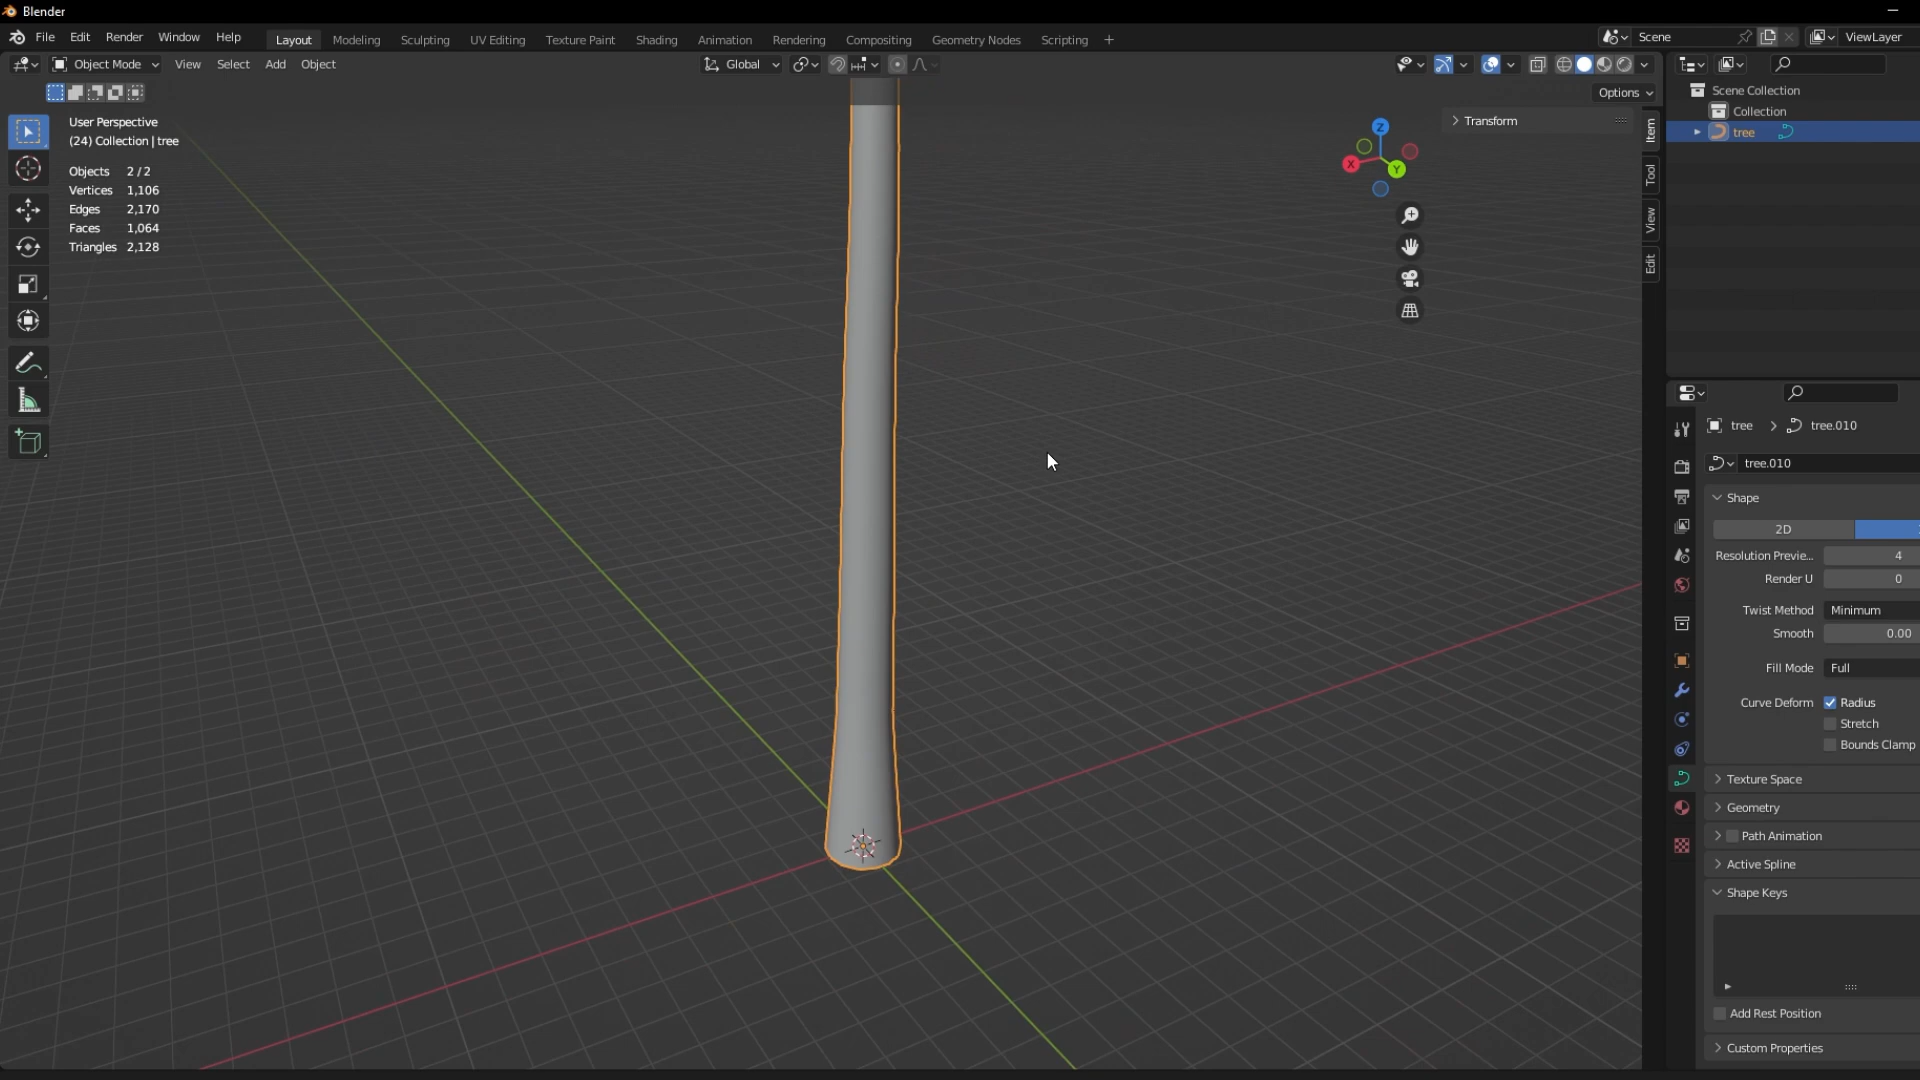 Blender
File Edit Render Window Help Layout Modeling Sculpting UV Editing Texture Paint Shading Animation Rendering Compositing Geometry Nodes Scripting + Scene ViewLayer
Object Mode View Select Add Object Global
Options
User Perspective
(24) Collection | tree
Objects 2 / 2
Vertices 1,106
Edges 2,170
Faces 1,064
Triangles 2,128
Z
X
Y
Transform
Item
Tool
View
Edit
Scene Collection
Collection
tree
tree > tree.010
tree.010
Shape
2D
Resolution Previe... 4
Render U 0
Twist Method Minimum
Smooth 0.00
Fill Mode Full
Curve Deform Radius
Stretch
Bounds Clamp
Texture Space
Geometry
Path Animation
Active Spline
Shape Keys
Add Rest Position
Custom Properties